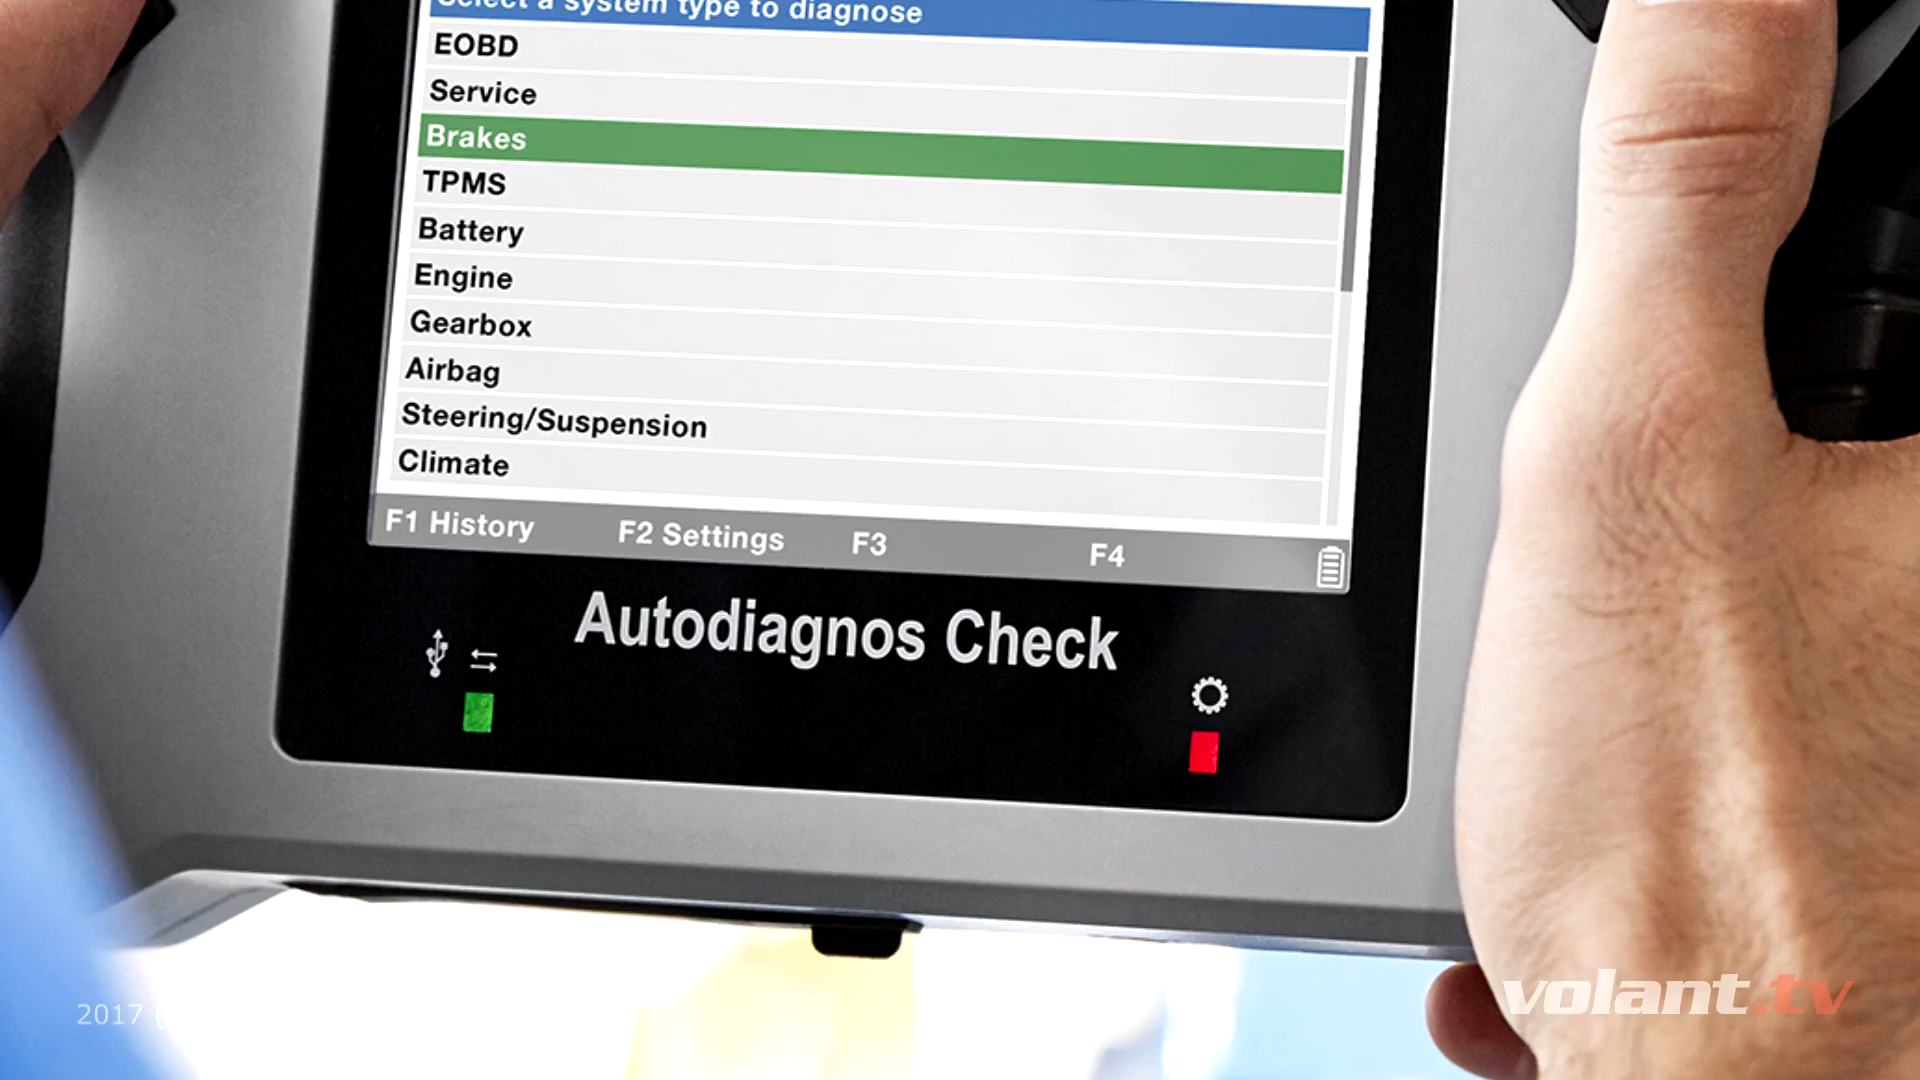 Select a system type to diagnose
EOBD
Service
Brakes
TPMS
Battery
Engine
Gearbox
Airbag
Steering/Suspension
Climate
F1 History F2 Settings F3 F4
Autodiagnos Check
2017 (
volant.tv